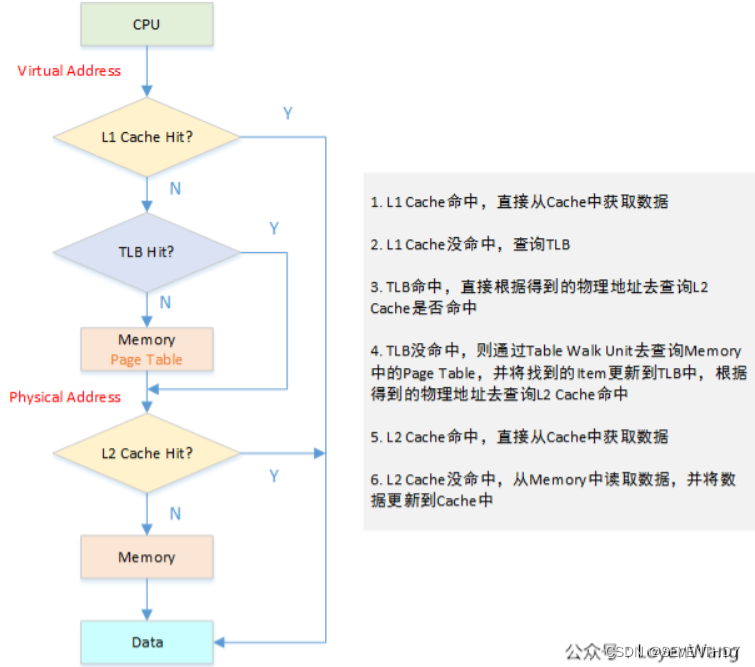 CPU
Virtual Address
Y
L1 Cache Hit?
N
Y
TLB Hit?
N
Memory
Page Table
Physical Address
L2 Cache Hit?
Y
N
Memory
Data
1. L1 Cache命中，直接从Cache中获取数据
2. L1 Cache没命中，查询TLB
3. TLB命中，直接根据得到的物理地址去查询L2
Cache是否命中
4. TLB没命中，则通过Table Walk Unit去查询Memory
中的Page Table，并将找到的Item更新到TLB中，根据
得到的物理地址去查询L2 Cache命中
5. L2 Cache命中，直接从Cache中获取数据
6. L2 Cache没命中，从Memory中读取数据，并将数
据更新到Cache中
公众号：LoyenWang